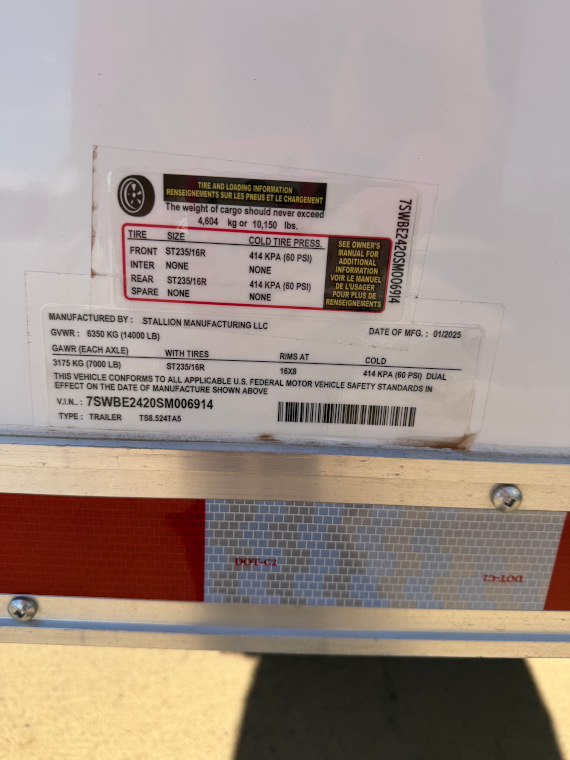 TIRE AND LOADING INFORMATION
RENSEIGNEMENTS SUR LES PNEUS ET LE CHARGEMENT
The weight of cargo should never exceed
4,604 kg or 10,150 lbs.
TIRE SIZE COLD TIRE PRESS.
FRONT ST235/16R 414 KPA (60 PSI)
INTER NONE NONE
REAR ST235/16R 414 KPA (60 PSI)
SPARE NONE NONE
SEE OWNER'S
MANUAL FOR
ADDITIONAL
INFORMATION
VOIR LE MANUEL
DE L'USAGER
POUR PLUS DE
RENSEIGNEMENTS
7SWBE2420SM006914
MANUFACTURED BY : STALLION MANUFACTURING LLC DATE OF MFG. : 01/2025
GVWR : 6350 KG (14000 LB)
GAWR (EACH AXLE) WITH TIRES RIMS AT COLD
3175 KG (7000 LB) ST235/16R 16X8 414 KPA (60 PSI) DUAL
THIS VEHICLE CONFORMS TO ALL APPLICABLE U.S. FEDERAL MOTOR VEHICLE SAFETY STANDARDS IN
EFFECT ON THE DATE OF MANUFACTURE SHOWN ABOVE
V.I.N. : 7SWBE2420SM006914
TYPE : TRAILER TS8.524TA5
DOT-C2
DOT-C2